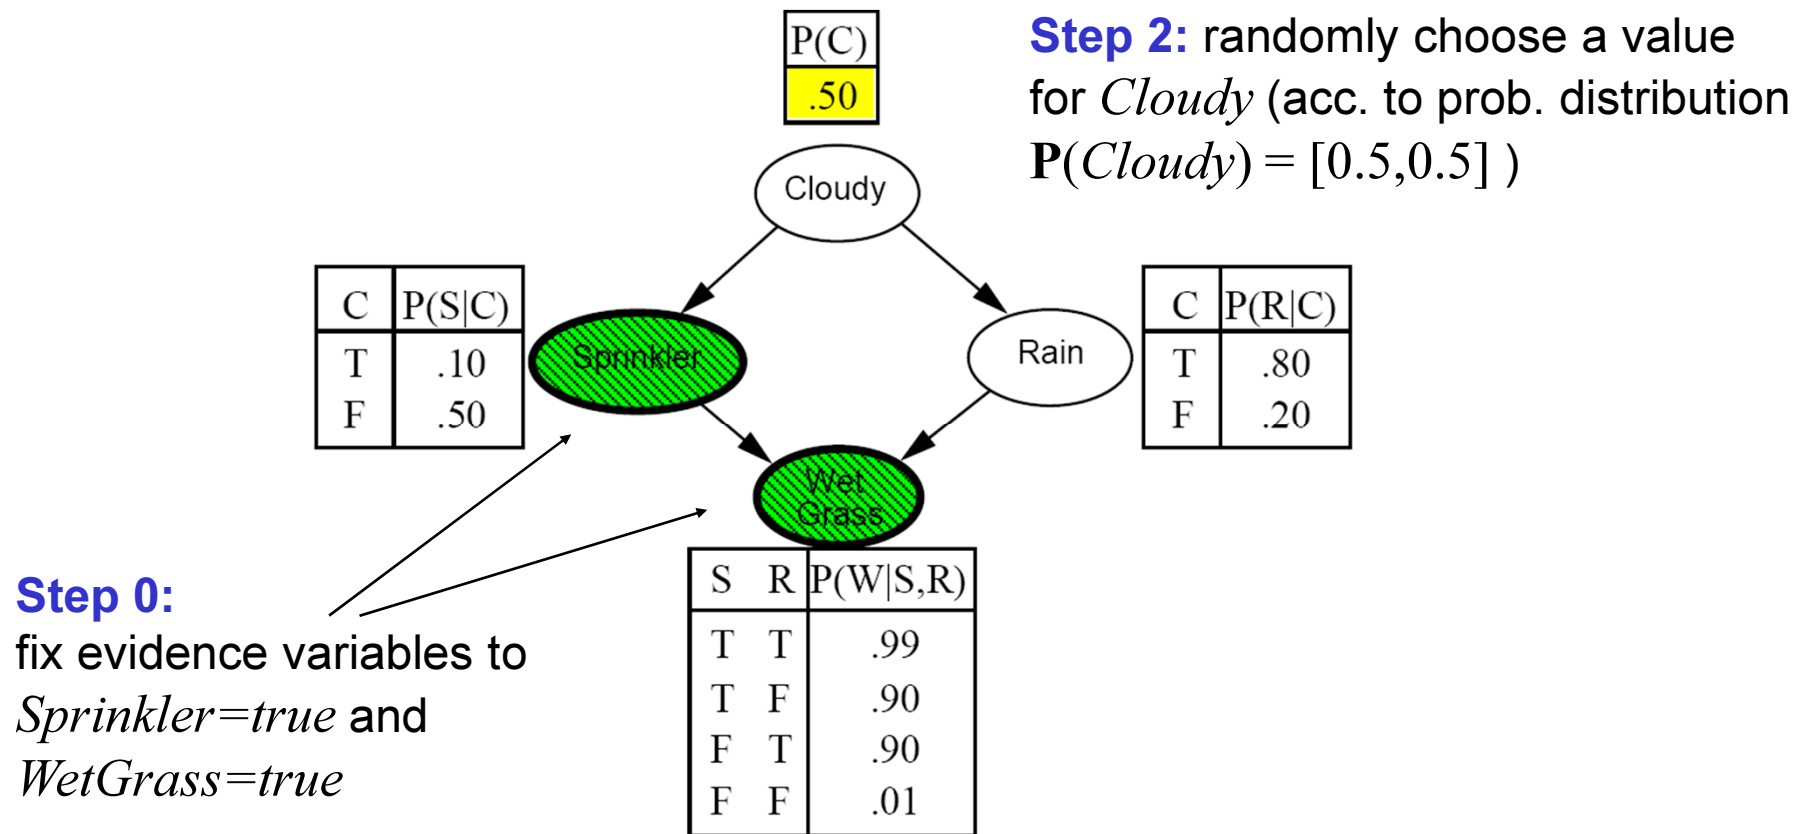 P(C)
.50
Step 2: randomly choose a value
for Cloudy (acc. to prob. distribution
P(Cloudy) = [0.5,0.5] )
Cloudy
C P(S|C)
T .10
F .50
Sprinkler
Rain
C P(R|C)
T .80
F .20
Wet
Grass
S R P(W|S,R)
T T .99
T F .90
F T .90
F F .01
Step 0:
fix evidence variables to
Sprinkler=true and
WetGrass=true